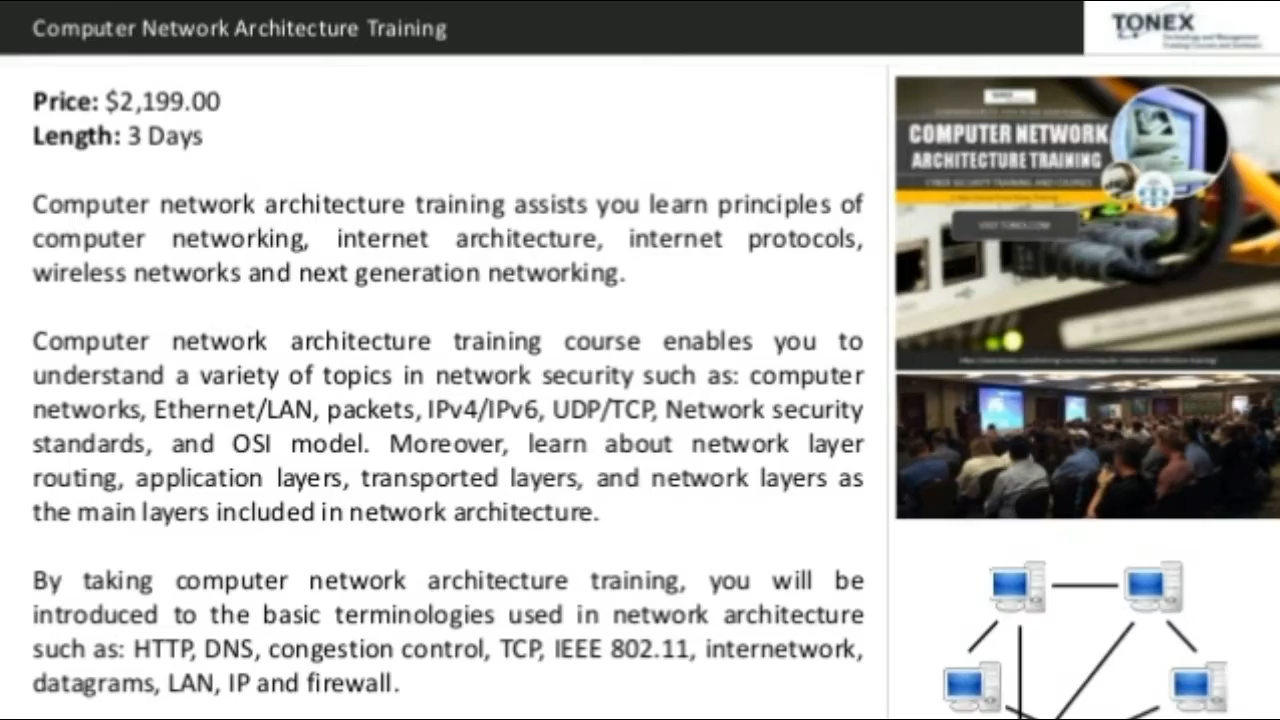 Computer Network Architecture Training
TONEX
Price: $2,199.00
Length: 3 Days
Computer network architecture training assists you learn principles of
computer networking, internet architecture, internet protocols,
wireless networks and next generation networking.
Computer network architecture training course enables you to
understand a variety of topics in network security such as: computer
networks, Ethernet/LAN, packets, IPv4/IPv6, UDP/TCP, Network security
standards, and OSI model. Moreover, learn about network layer
routing, application layers, transported layers, and network layers as
the main layers included in network architecture.
By taking computer network architecture training, you will be
introduced to the basic terminologies used in network architecture
such as: HTTP, DNS, congestion control, TCP, IEEE 802.11, internetwork,
datagrams, LAN, IP and firewall.
COMPUTER NETWORK
ARCHITECTURE TRAINING
VISIT TONEX.COM